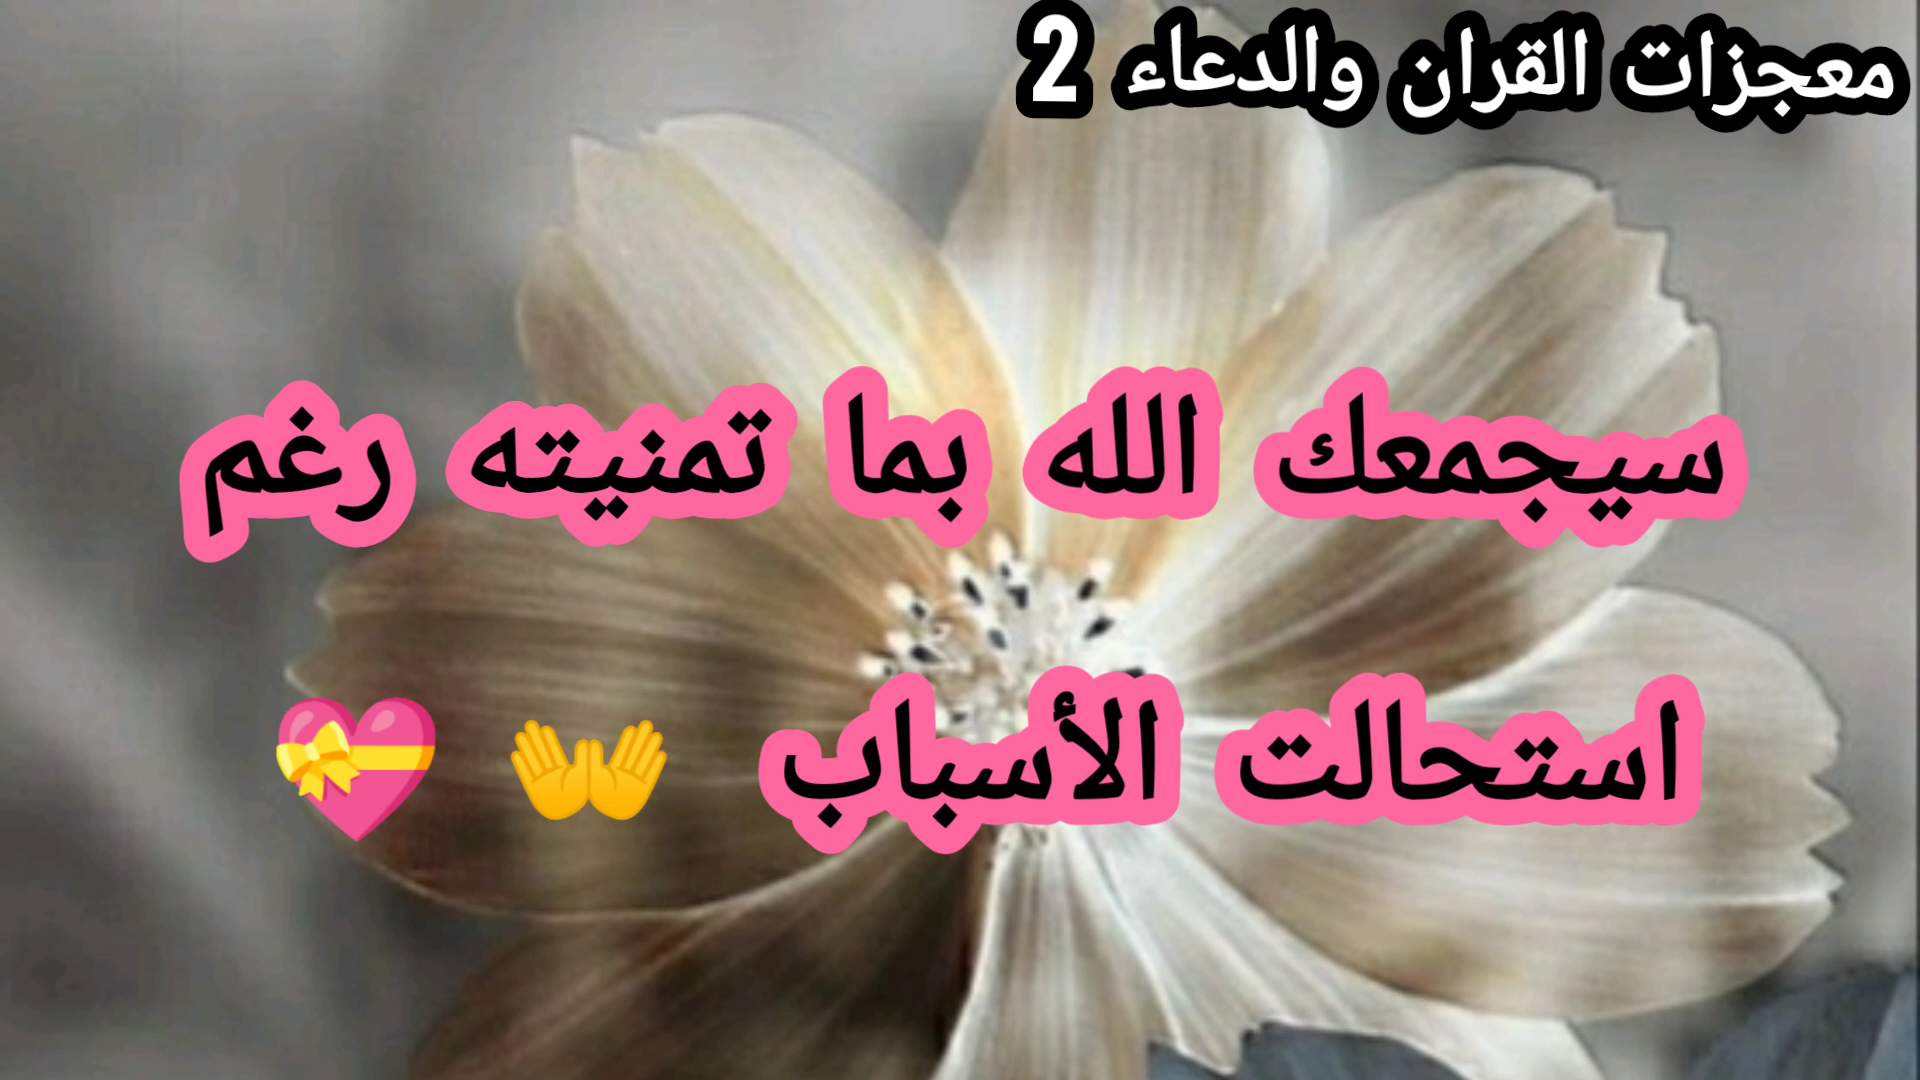 معجزات القران والدعاء 2
سيجمعك الله بما تمنيته رغم
استحالت الأسباب 👐 💝